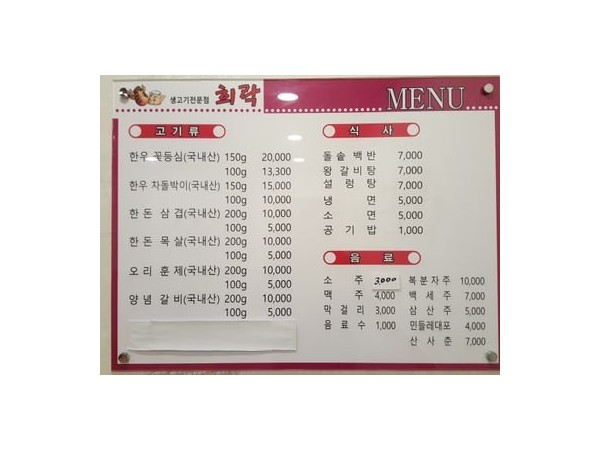 생고기전문점 희락
MENU
고기류
한우 꽃등심(국내산) 150g 20,000
100g 13,300
한우 차돌박이(국내산) 150g 15,000
100g 10,000
한돈 삼겹(국내산) 200g 10,000
100g 5,000
한돈 목살(국내산) 200g 10,000
100g 5,000
오리훈제(국내산) 200g 10,000
100g 5,000
양념갈비(국내산) 200g 10,000
100g 5,000
식사
돌솥백반 7,000
왕갈비탕 7,000
설렁탕 7,000
냉면 5,000
소면 5,000
공기밥 1,000
음료
소주 3000 복분자주 10,000
맥주 4,000 백세주 7,000
막걸리 3,000 삼산주 5,000
음료수 1,000 민들레대포 4,000
산사춘 7,000